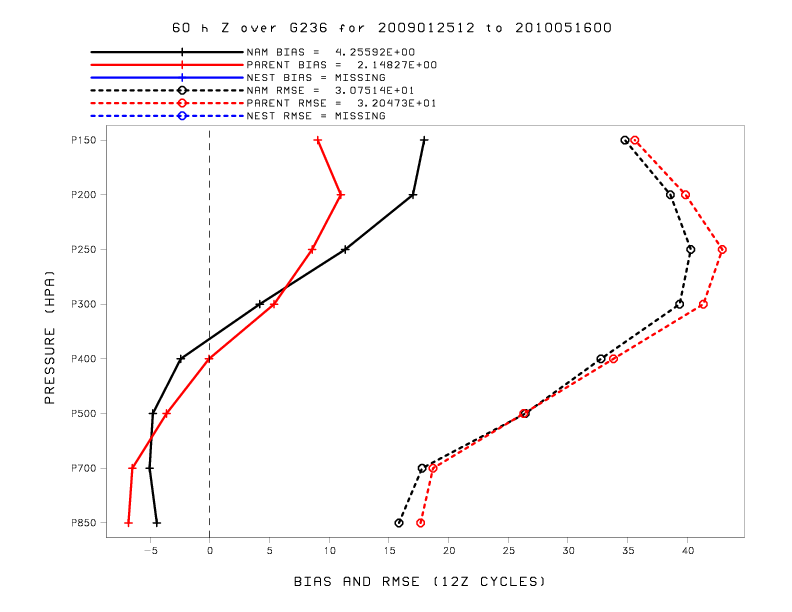 60 h Z over G236 for 2009012512 to 2010051600
NAM BIAS = 4.25592E+00
PARENT BIAS = 2.14827E+00
NEST BIAS = MISSING
NAM RMSE = 3.07514E+01
PARENT RMSE = 3.20473E+01
NEST RMSE = MISSING
P150
P200
P250
P300
P400
P500
P700
P850
PRESSURE (HPA)
-5 0 5 10 15 20 25 30 35 40
BIAS AND RMSE (12Z CYCLES)